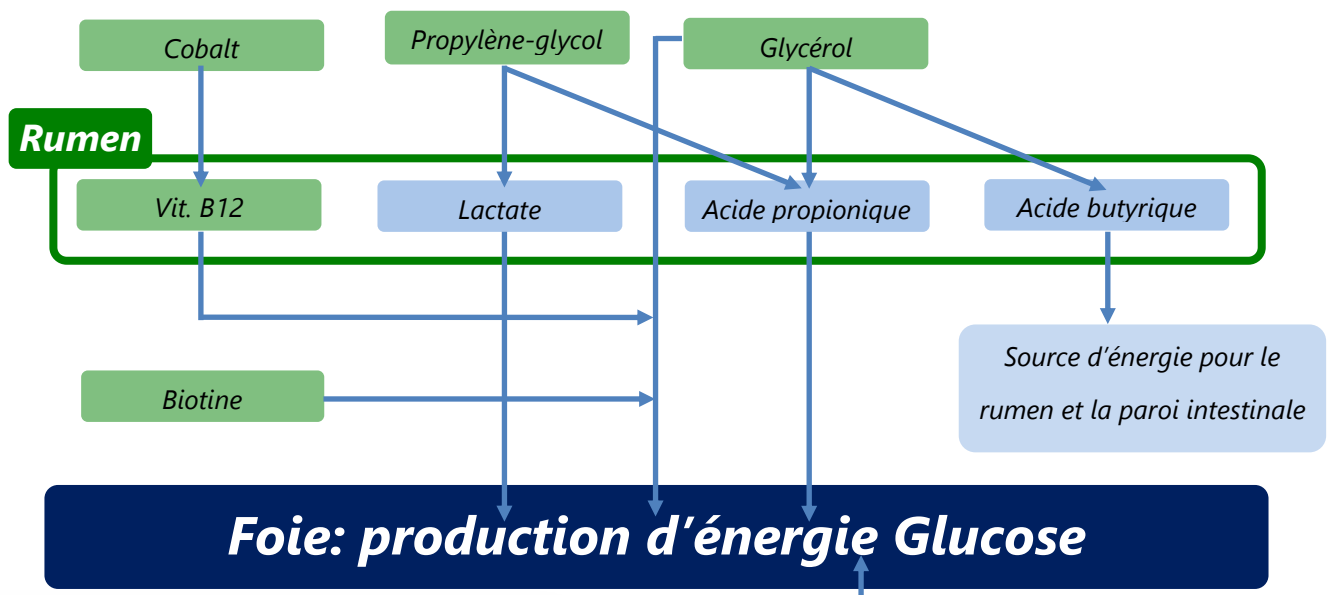 Cobalt
Propylène-glycol
Glycérol
Rumen
Vit. B12
Lactate
Acide propionique
Acide butyrique
Source d’énergie pour le
rumen et la paroi intestinale
Biotine
Foie: production d’énergie Glucose